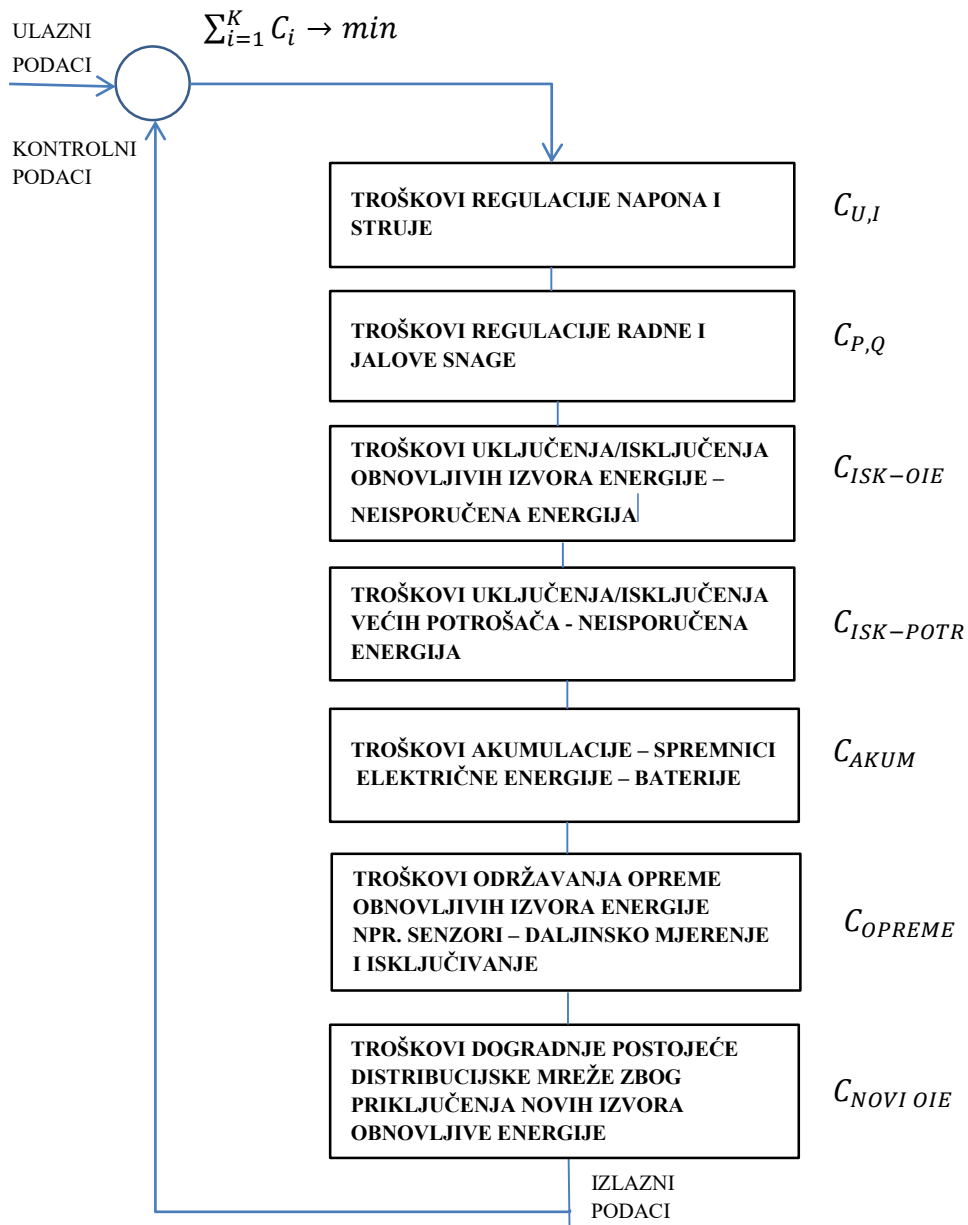 ULAZNI
PODACI
∑_{i=1}^{K} C_i → min
KONTROLNI
PODACI
TROŠKOVI REGULACIJE NAPONA I
STRUJE
C_{U,I}
TROŠKOVI REGULACIJE RADNE I
JALOVE SNAGE
C_{P,Q}
TROŠKOVI UKLJUČENJA/ISKLJUČENJA
OBNOVLJIVIH IZVORA ENERGIJE –
NEISPORUČENA ENERGIJA
C_{ISK−OIE}
TROŠKOVI UKLJUČENJA/ISKLJUČENJA
VEĆIH POTROŠAČA - NEISPORUČENA
ENERGIJA
C_{ISK−POTR}
TROŠKOVI AKUMULACIJE – SPREMNICI
ELEKTRIČNE ENERGIJE – BATERIJE
C_{AKUM}
TROŠKOVI ODRŽAVANJA OPREME
OBNOVLJIVIH IZVORA ENERGIJE
NPR. SENZORI – DALJINSKO MJERENJE
I ISKLJUČIVANJE
C_{OPREME}
TROŠKOVI DOGRADNJE POSTOJEĆE
DISTRIBUCIJSKE MREŽE ZBOG
PRIKLJUČENJA NOVIH IZVORA
OBNOVLJIVE ENERGIJE
C_{NOVI OIE}
IZLAZNI
PODACI